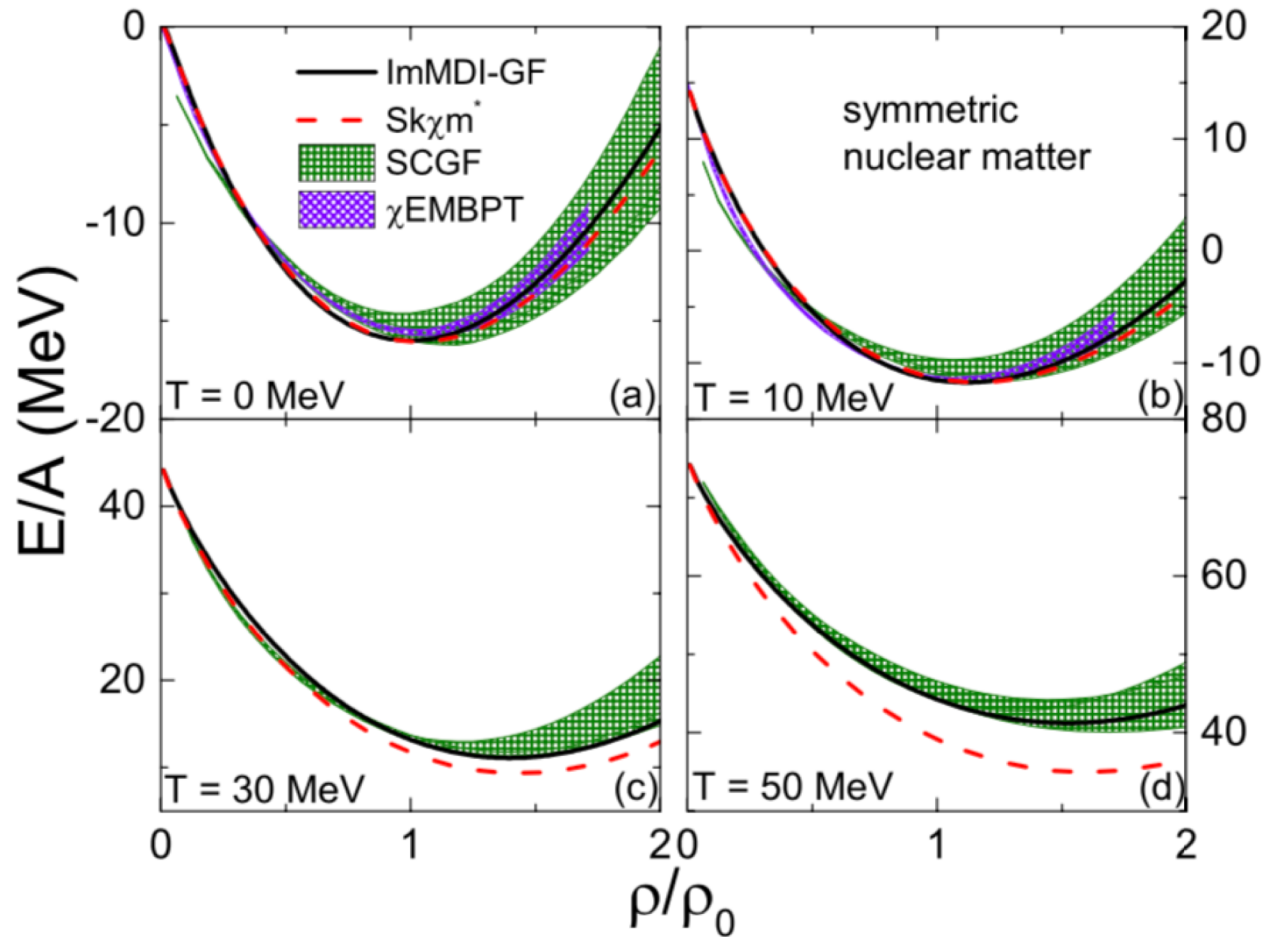 0
20
ImMDI-GF
Skχm*
SCGF
χEMBPT
symmetric
nuclear matter
10
0
-10
-10
T = 0 MeV
(a)
T = 10 MeV
(b)
-20
80
E/A (MeV)
40
60
20
40
T = 30 MeV
(c)
T = 50 MeV
(d)
0
1
2
0
1
2
ρ/ρ0